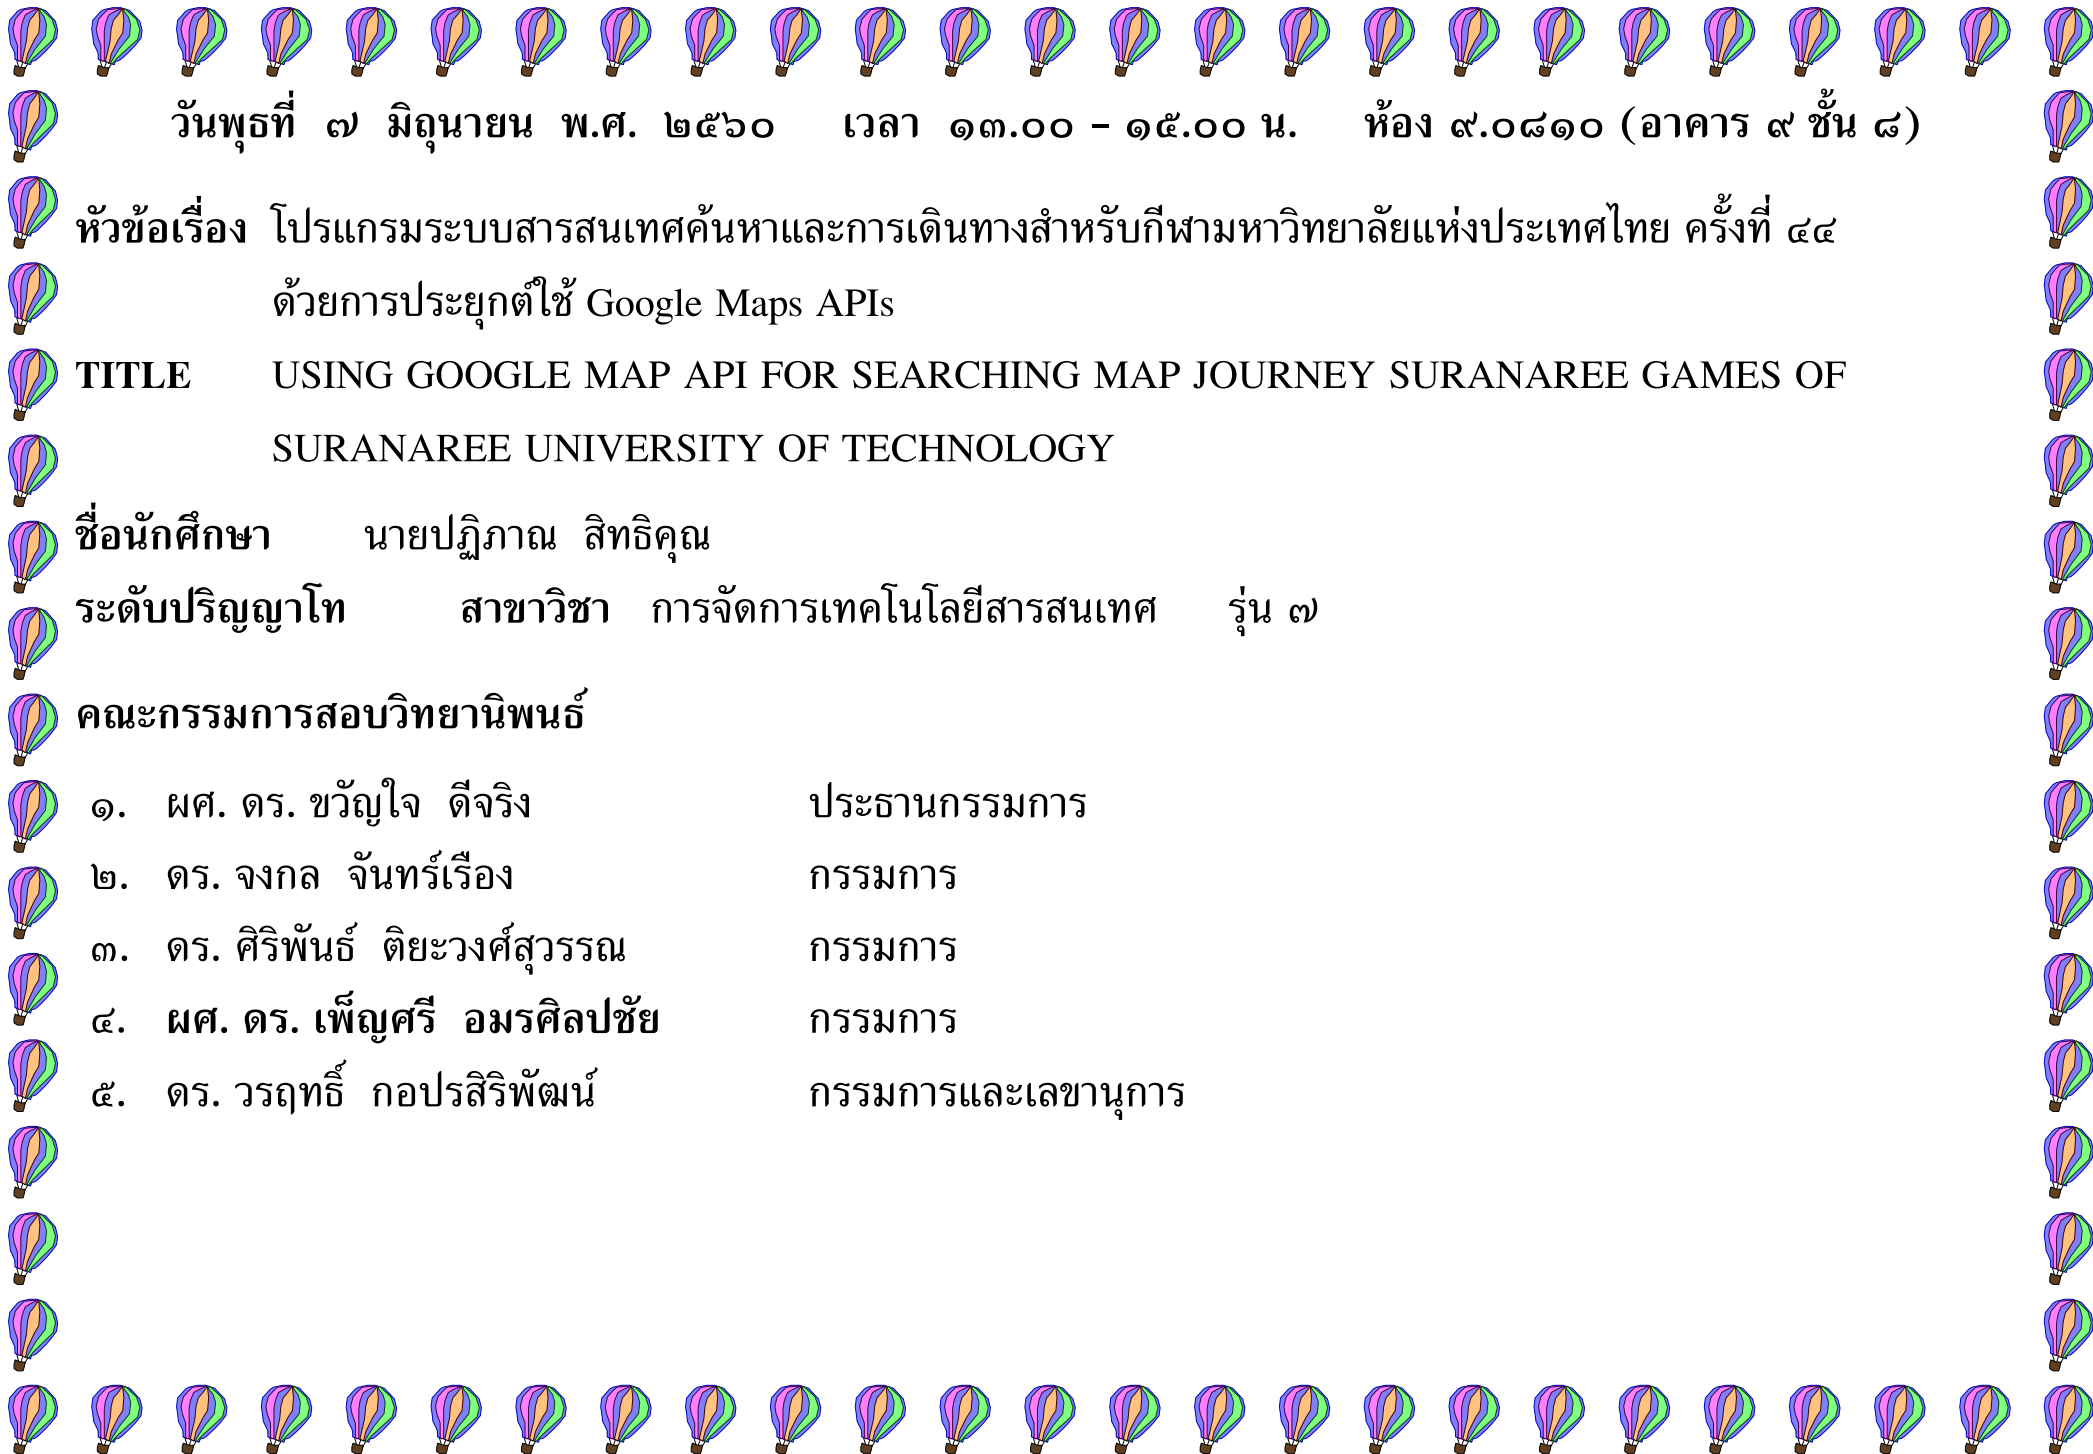 วันพุธที่ ๗ มิถุนายน พ.ศ. ๒๕๖๐ เวลา ๑๓.๐๐ - ๑๕.๐๐ น. ห้อง ๙.๐๘๑๐ (อาคาร ๙ ชั้น ๘)
หัวข้อเรื่อง โปรแกรมระบบสารสนเทศค้นหาและการเดินทางสำหรับกีฬามหาวิทยาลัยแห่งประเทศไทย ครั้งที่ ๔๔
ด้วยการประยุกต์ใช้ Google Maps APIs
TITLE USING GOOGLE MAP API FOR SEARCHING MAP JOURNEY SURANAREE GAMES OF
SURANAREE UNIVERSITY OF TECHNOLOGY
ชื่อนักศึกษา นายปฏิภาณ สิทธิคุณ
ระดับปริญญาโท สาขาวิชา การจัดการเทคโนโลยีสารสนเทศ รุ่น ๗
คณะกรรมการสอบวิทยานิพนธ์
๑. ผศ. ดร. ขวัญใจ ดีจริง ประธานกรรมการ
๒. ดร. จงกล จันทร์เรือง กรรมการ
๓. ดร. ศิริพันธ์ ติยะวงศ์สุวรรณ กรรมการ
๔. ผศ. ดร. เพ็ญศรี อมรศิลปชัย กรรมการ
๕. ดร. วรฤทธิ์ กอปรสิริพัฒน์ กรรมการและเลขานุการ